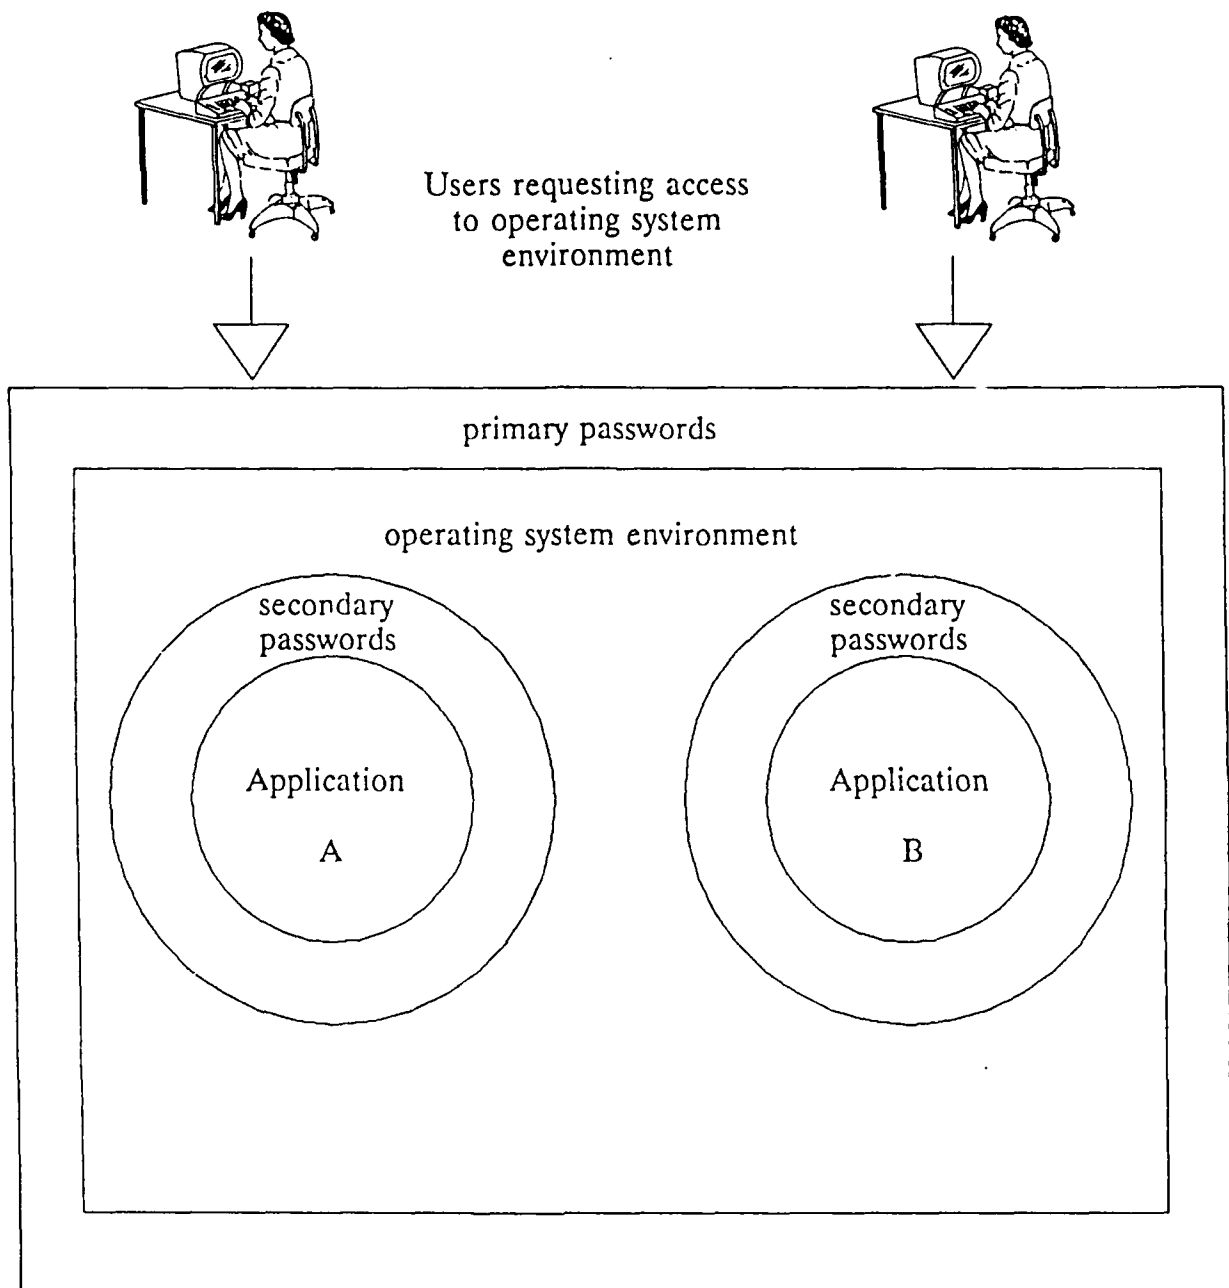 Users requesting access
to operating system
environment
primary passwords
operating system environment
secondary
passwords
secondary
passwords
Application
A
Application
B